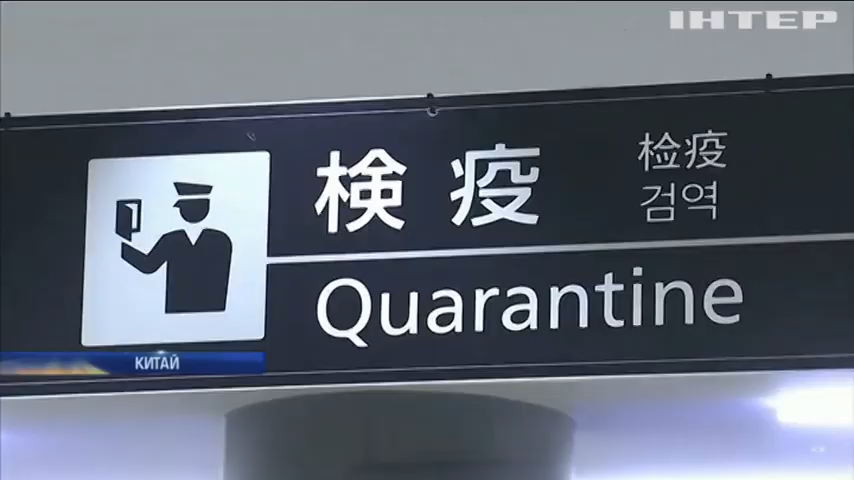 ІНТЕР
検疫
检疫
검역
Quarantine
КИТАЙ